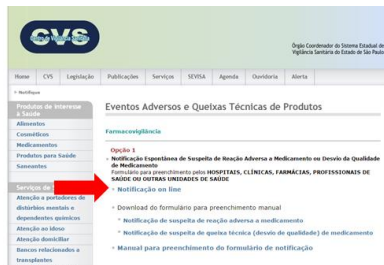 CVS
Centro de Vigilância Sanitária
Órgão Coordenador do Sistema Estadual de
Vigilância Sanitária do Estado de São Paulo
Home CVS Legislação Publicações Serviços SEVISA Agenda Ouvidoria Alerta
> Notifique
Produtos de Interesse
à Saúde
Alimentos
Cosméticos
Medicamentos
Produtos para Saúde
Saneantes
Serviços de
Atenção a portadores de
distúrbios mentais e
dependentes químicos
Atenção ao idoso
Atenção domiciliar
Bancos relacionados a
transplantes
Eventos Adversos e Queixas Técnicas de Produtos
Farmacovigilância
Opção 1
Notificação Espontânea de Suspeita de Reação Adversa a Medicamento ou Desvio da Qualidade
de Medicamento
Formulário para preenchimento pelos HOSPITAIS, CLÍNICAS, FARMÁCIAS, PROFISSIONAIS DE
SAÚDE OU OUTRAS UNIDADES DE SAÚDE
Notificação on line
Download do formulário para preenchimento manual
* Notificação de suspeita de reação adversa a medicamento
* Notificação de suspeita de queixa técnica (desvio de qualidade) de medicamento
Manual para preenchimento do formulário de notificação